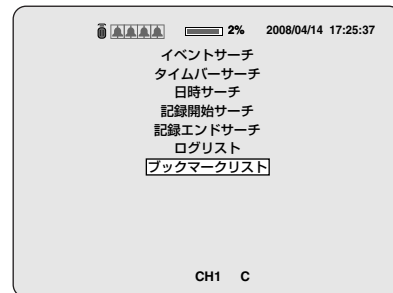 2% 2008/04/14 17:25:37
イベントサーチ
タイムバーサーチ
日時サーチ
記録開始サーチ
記録エンドサーチ
ログリスト
ブックマークリスト
CH1 C